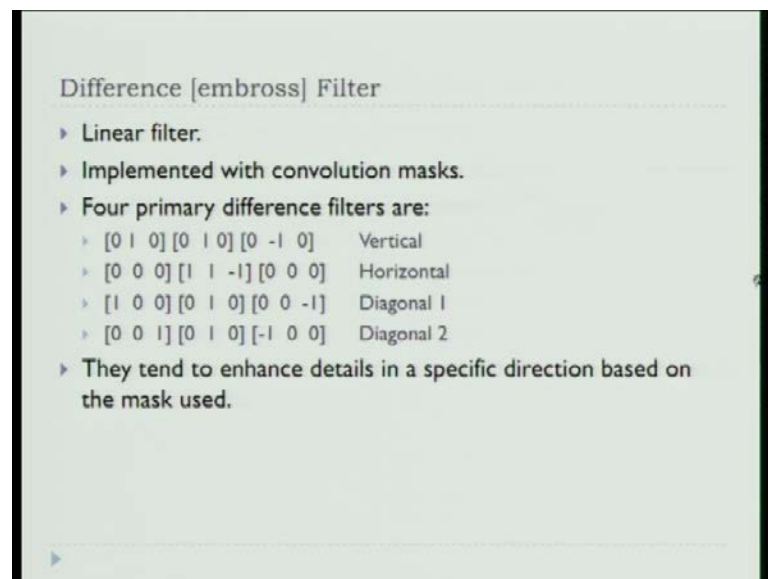 Difference [embross] Filter
Linear filter.
Implemented with convolution masks.
Four primary difference filters are:
[0 1 0] [0 1 0] [0 -1 0] Vertical
[0 0 0] [1 1 -1] [0 0 0] Horizontal
[1 0 0] [0 1 0] [0 0 -1] Diagonal 1
[0 0 1] [0 1 0] [-1 0 0] Diagonal 2
They tend to enhance details in a specific direction based on
the mask used.